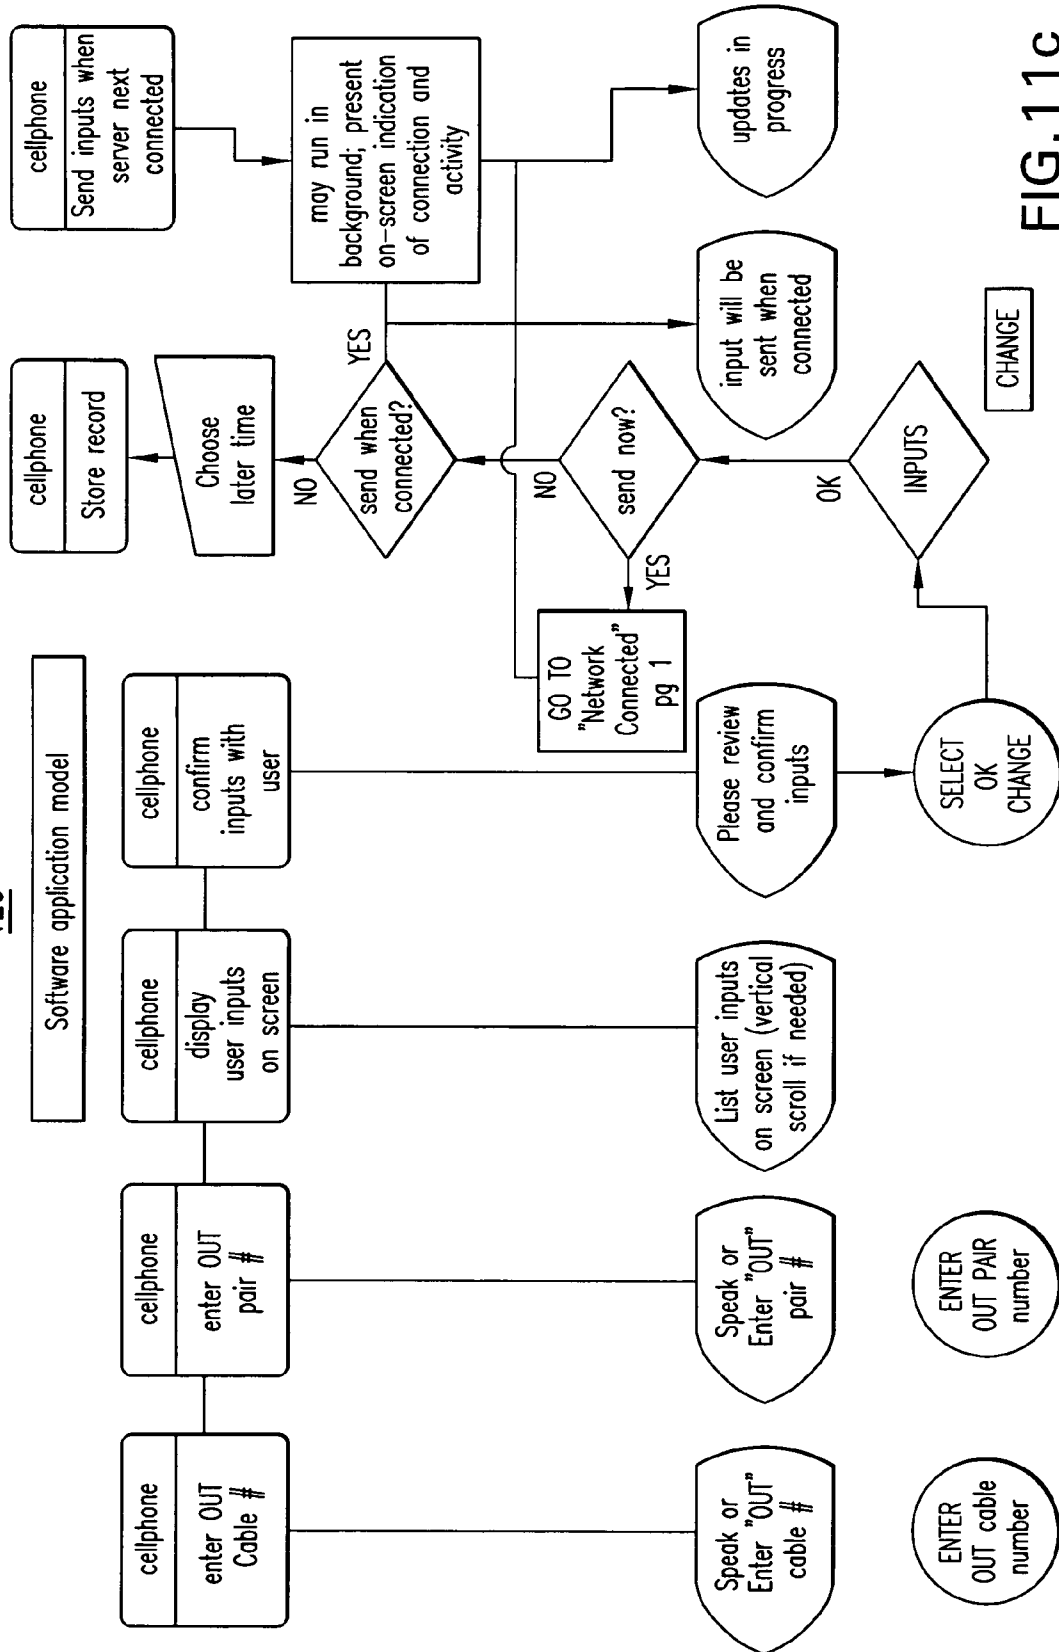 Software application model
cellphone
enter OUT
Cable #
cellphone
enter OUT
pair #
cellphone
display
user inputs
on screen
cellphone
confirm
inputs with
user
cellphone
Store record
cellphone
Send inputs when
server next
connected
Choose
later time
NO
send when
connected?
YES
may run in
background; present
on-screen indication
of connection and
activity
GO TO
"Network
Connected"
pg 1
YES
send now?
NO
Speak or
Enter "OUT"
cable #
Speak or
Enter "OUT"
pair #
List user inputs
on screen (vertical
scroll if needed)
Please review
and confirm
inputs
input will be
sent when
connected
updates in
progress
ENTER
OUT cable
number
ENTER
OUT PAIR
number
SELECT
OK
CHANGE
OK
INPUTS
CHANGE
FIG.11c